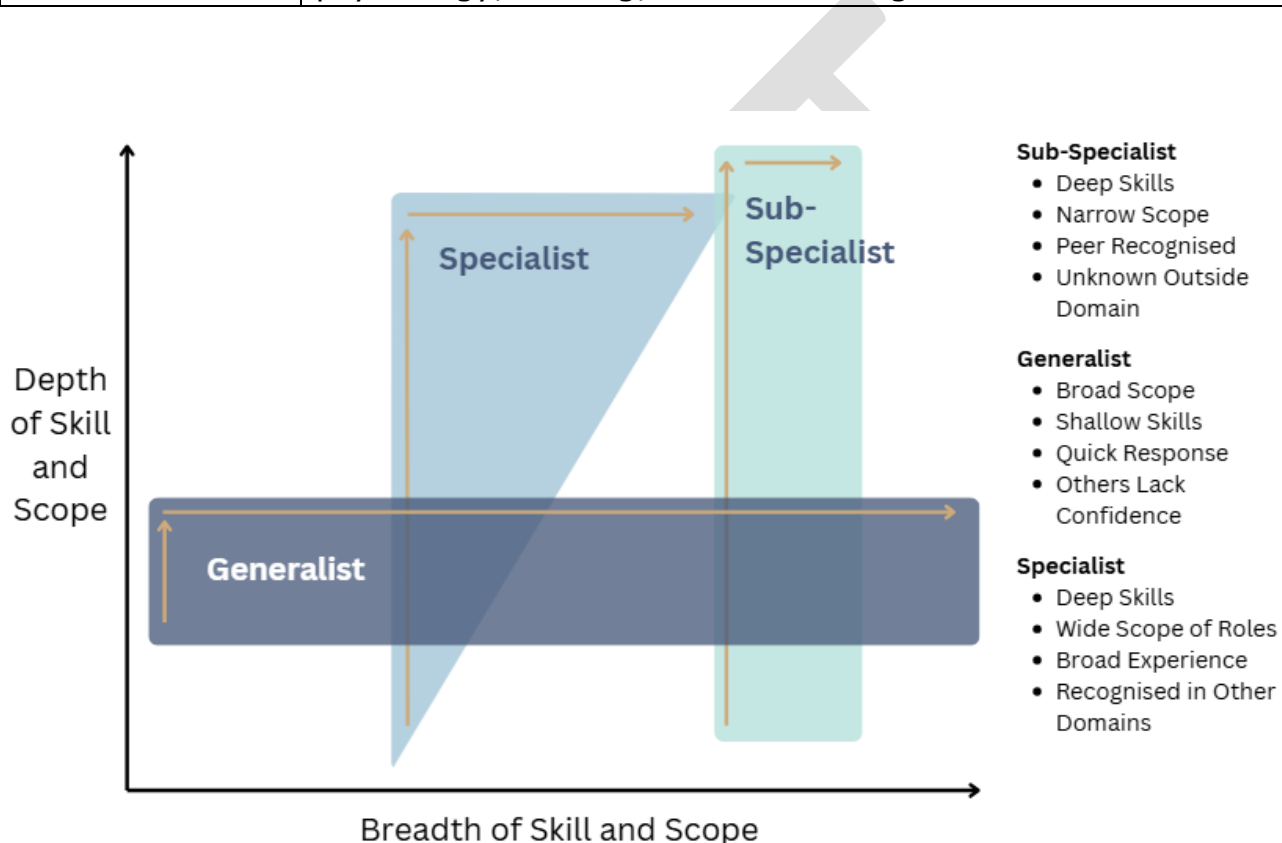 Sub-Specialist
• Deep Skills
• Narrow Scope
• Peer Recognised
• Unknown Outside
Domain
Generalist
• Broad Scope
• Shallow Skills
• Quick Response
• Others Lack
Confidence
Specialist
• Deep Skills
• Wide Scope of Roles
• Broad Experience
• Recognised in Other
Domains
Depth
of Skill
and
Scope
Specialist
Sub-
Specialist
Generalist
Breadth of Skill and Scope